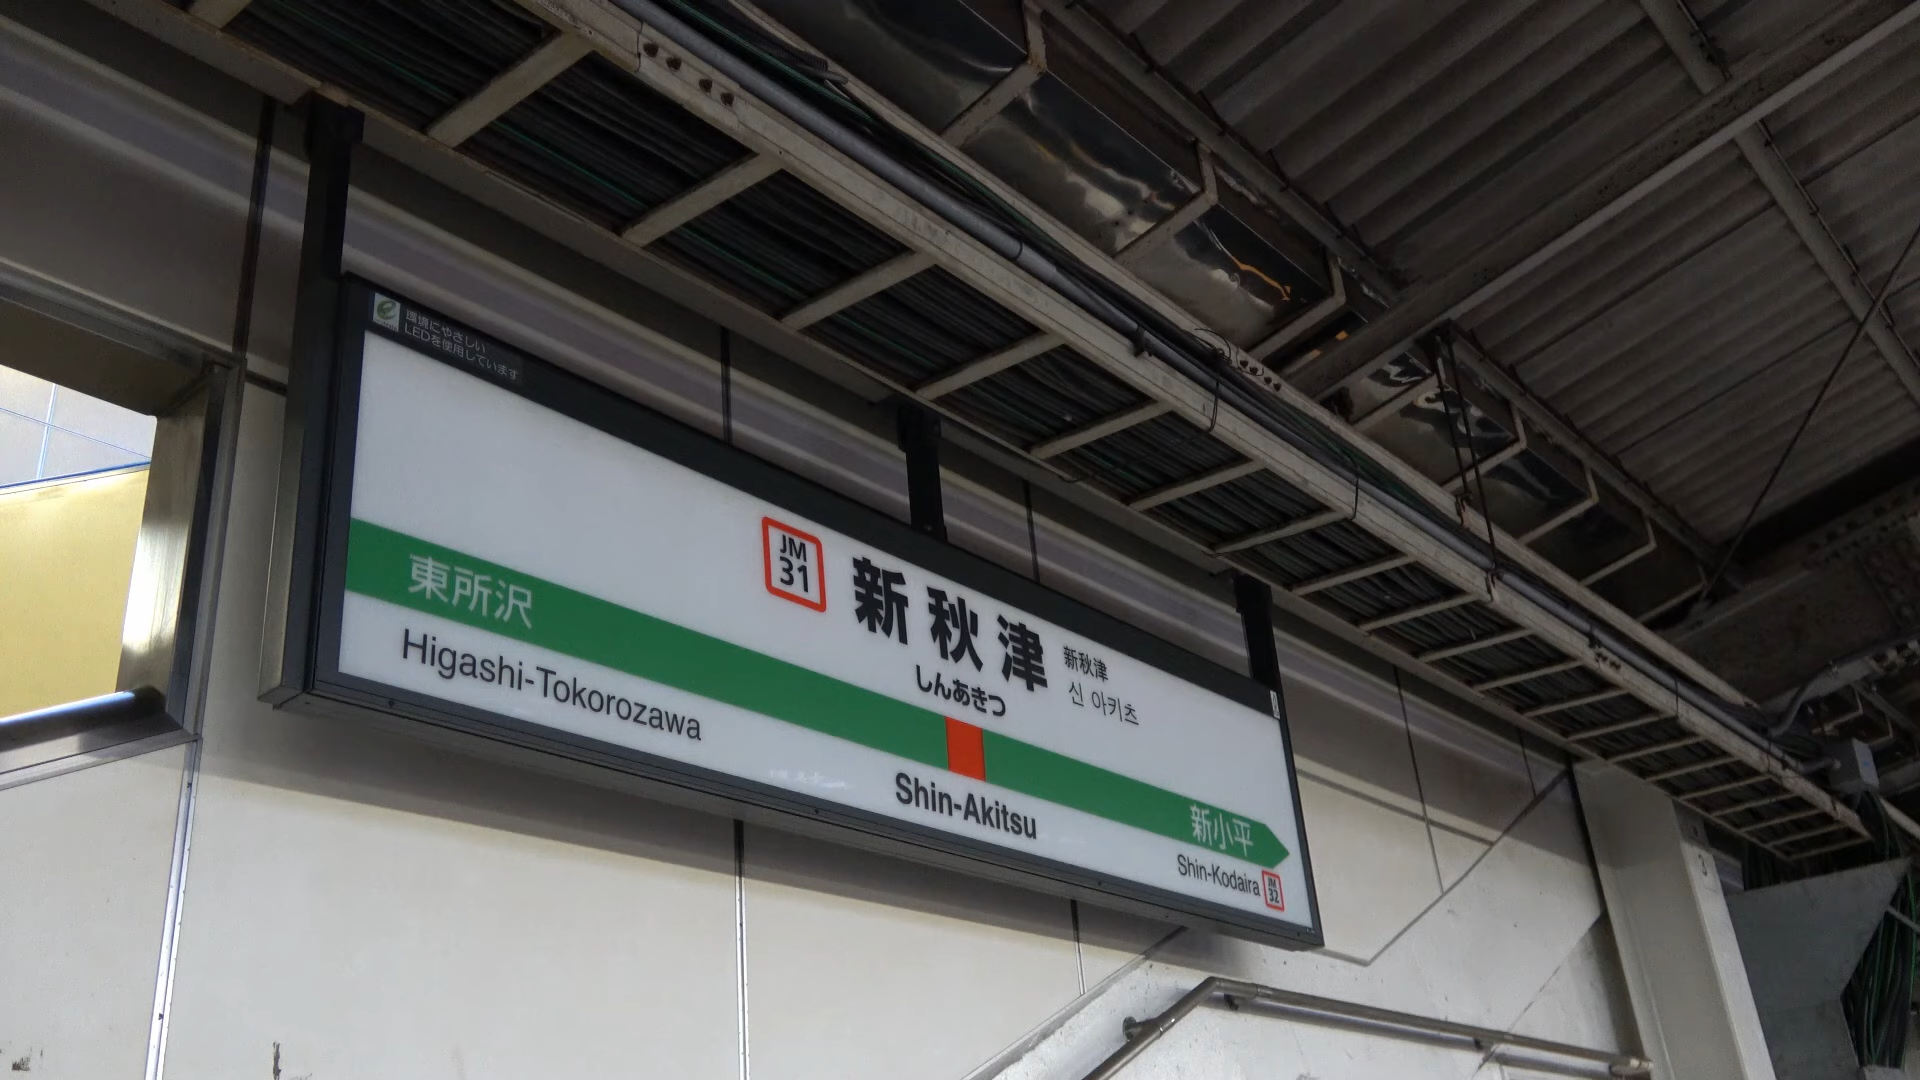 環境にやさしい
LEDを使用しています
JM
31
新秋津
しんあきつ
新秋津
신 아키츠
東所沢
Higashi-Tokorozawa
Shin-Akitsu
新小平
Shin-Kodaira
JM
32
3